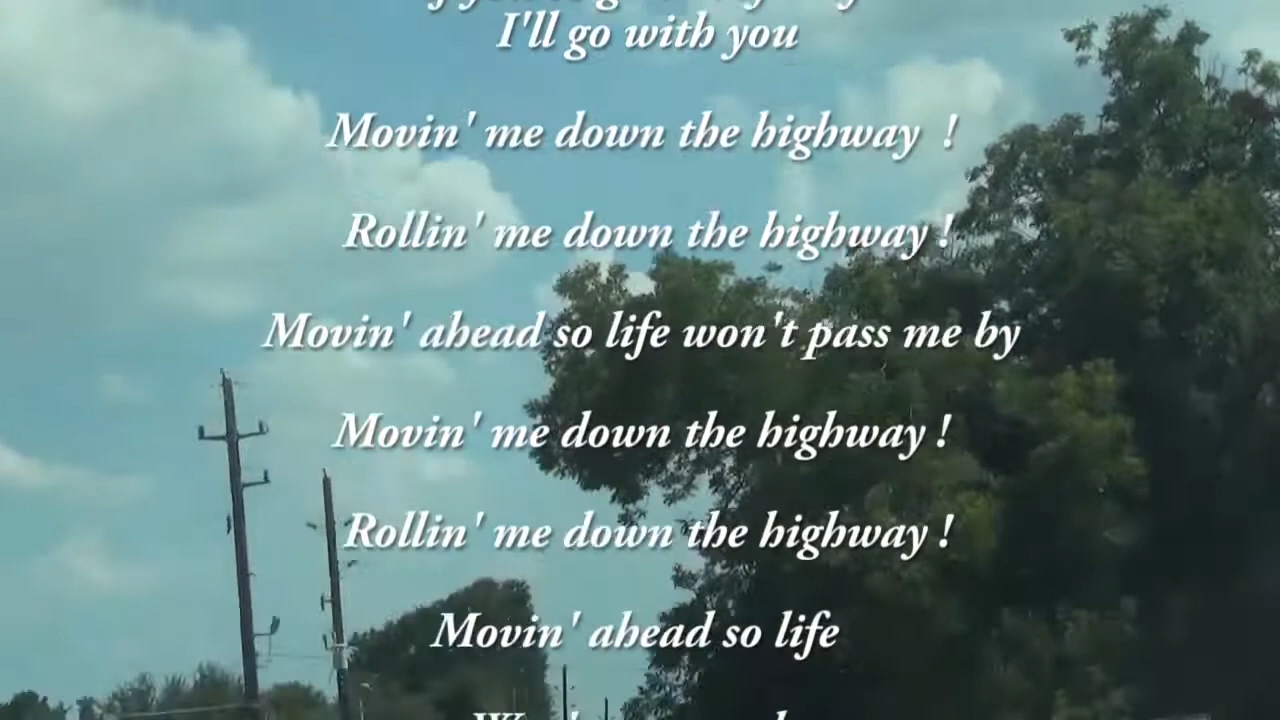 I'll go with you
Movin' me down the highway !
Rollin' me down the highway !
Movin' ahead so life won't pass me by
Movin' me down the highway !
Rollin' me down the highway !
Movin' ahead so life